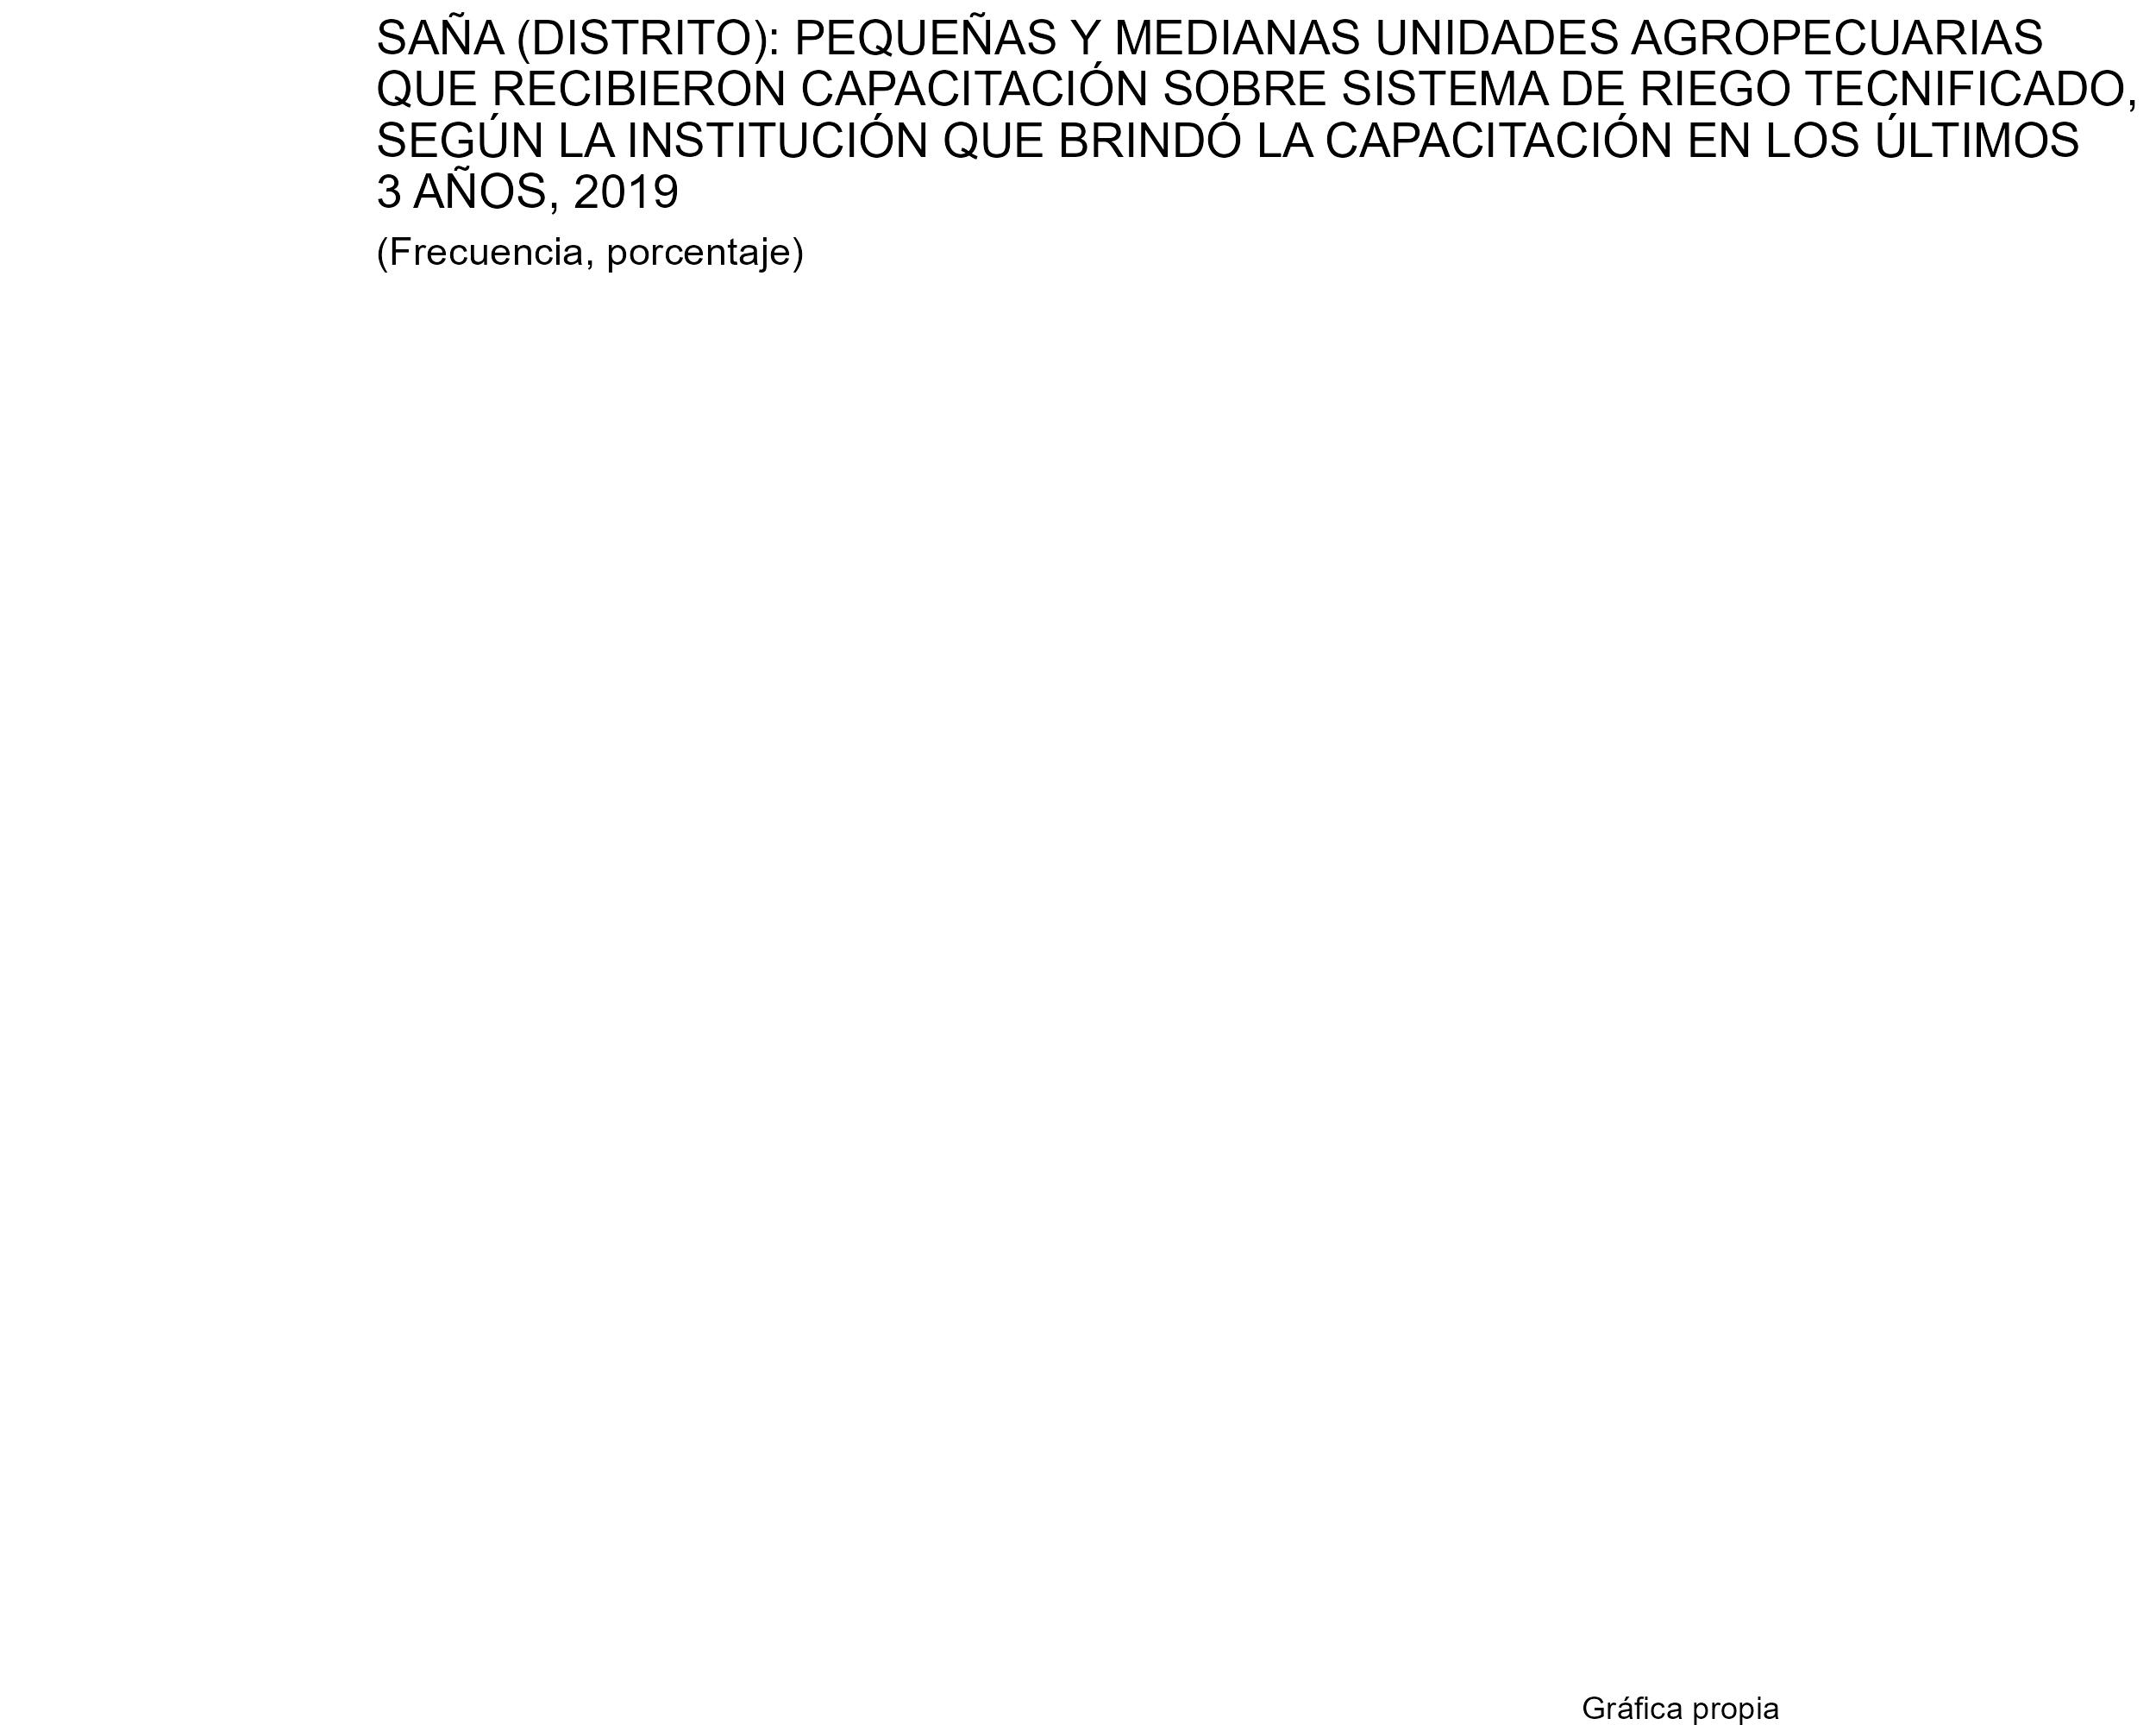 SAÑA (DISTRITO): PEQUEÑAS Y MEDIANAS UNIDADES AGROPECUARIAS
QUE RECIBIERON CAPACITACIÓN SOBRE SISTEMA DE RIEGO TECNIFICADO,
SEGÚN LA INSTITUCIÓN QUE BRINDÓ LA CAPACITACIÓN EN LOS ÚLTIMOS
3 AÑOS, 2019
(Frecuencia, porcentaje)
Gráfica propia